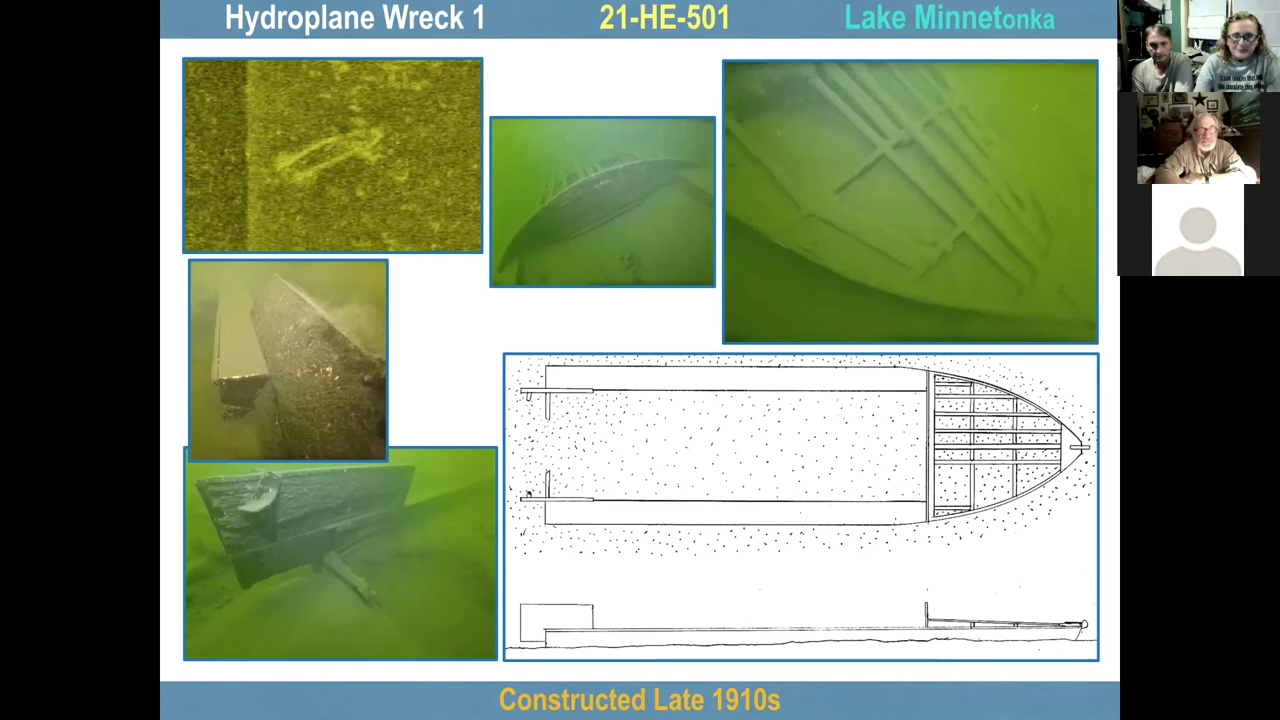 Hydroplane Wreck 1 21-HE-501 Lake Minnetonka
Constructed Late 1910s